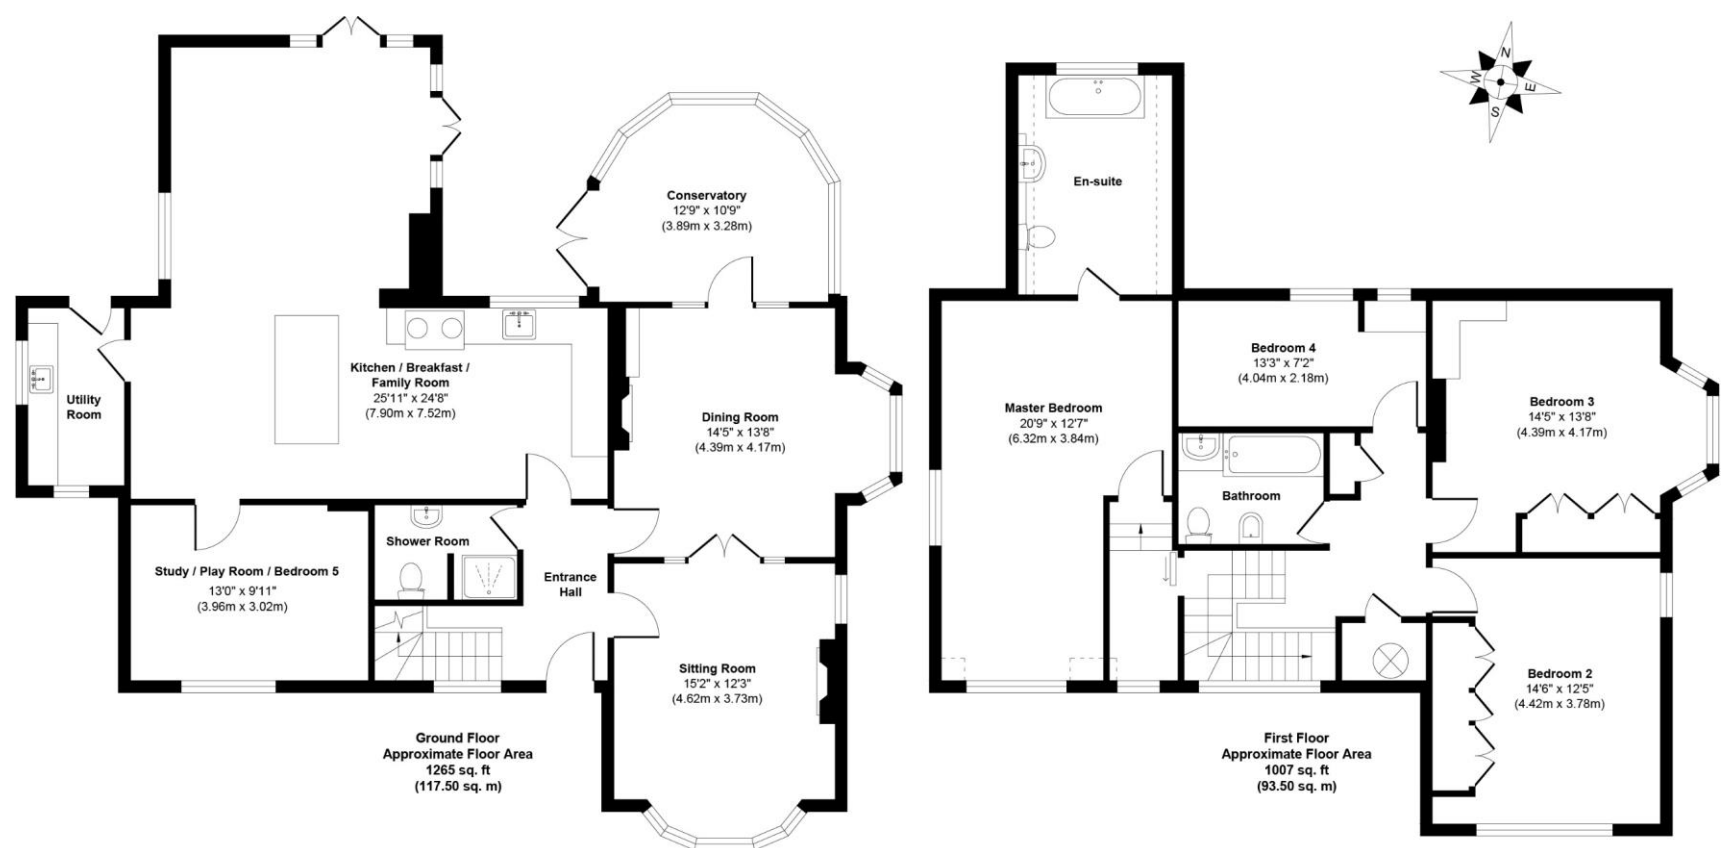 Conservatory
12'9" x 10'9"
(3.89m x 3.28m)
Kitchen / Breakfast /
Family Room
25'11" x 24'8"
(7.90m x 7.52m)
Utility
Room
Dining Room
14'5" x 13'8"
(4.39m x 4.17m)
Shower Room
Study / Play Room / Bedroom 5
13'0" x 9'11"
(3.96m x 3.02m)
Entrance
Hall
Sitting Room
15'2" x 12'3"
(4.62m x 3.73m)
Ground Floor
Approximate Floor Area
1265 sq. ft
(117.50 sq. m)
N
W
E
S
En-suite
Bedroom 4
13'3" x 7'2"
(4.04m x 2.18m)
Master Bedroom
20'9" x 12'7"
(6.32m x 3.84m)
Bedroom 3
14'5" x 13'8"
(4.39m x 4.17m)
Bathroom
Bedroom 2
14'6" x 12'5"
(4.42m x 3.78m)
First Floor
Approximate Floor Area
1007 sq. ft
(93.50 sq. m)